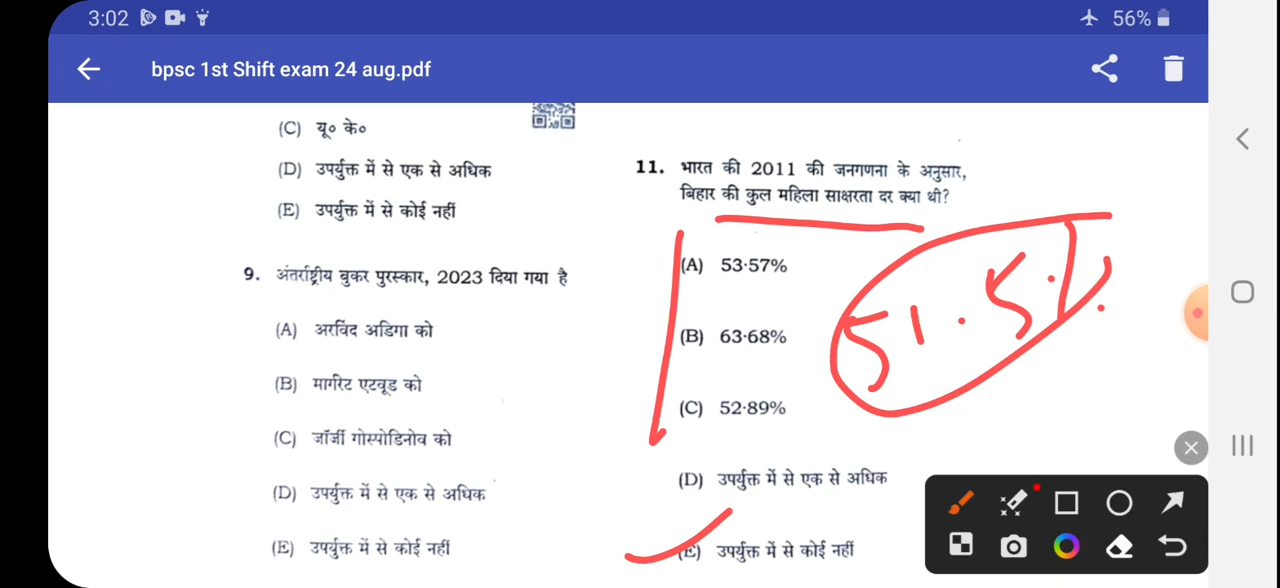 3:02
56%
bpsc 1st Shift exam 24 aug.pdf
(C) यू० के०
(D) उपर्युक्त में से एक से अधिक
(E) उपर्युक्त में से कोई नहीं
9. अंतर्राष्ट्रीय बुकर पुरस्कार, 2023 दिया गया है
(A) अरविंद अडिगा को
(B) मार्गरेट एटवूड को
(C) जॉर्जी गोस्पोडिनोव को
(D) उपर्युक्त में से एक से अधिक
(E) उपर्युक्त में से कोई नहीं
11. भारत की 2011 की जनगणना के अनुसार,
बिहार की कुल महिला साक्षरता दर क्या थी?
(A) 53·57%
(B) 63·68%
(C) 52·89%
(D) उपर्युक्त में से एक से अधिक
(E) उपर्युक्त में से कोई नहीं
51.5%